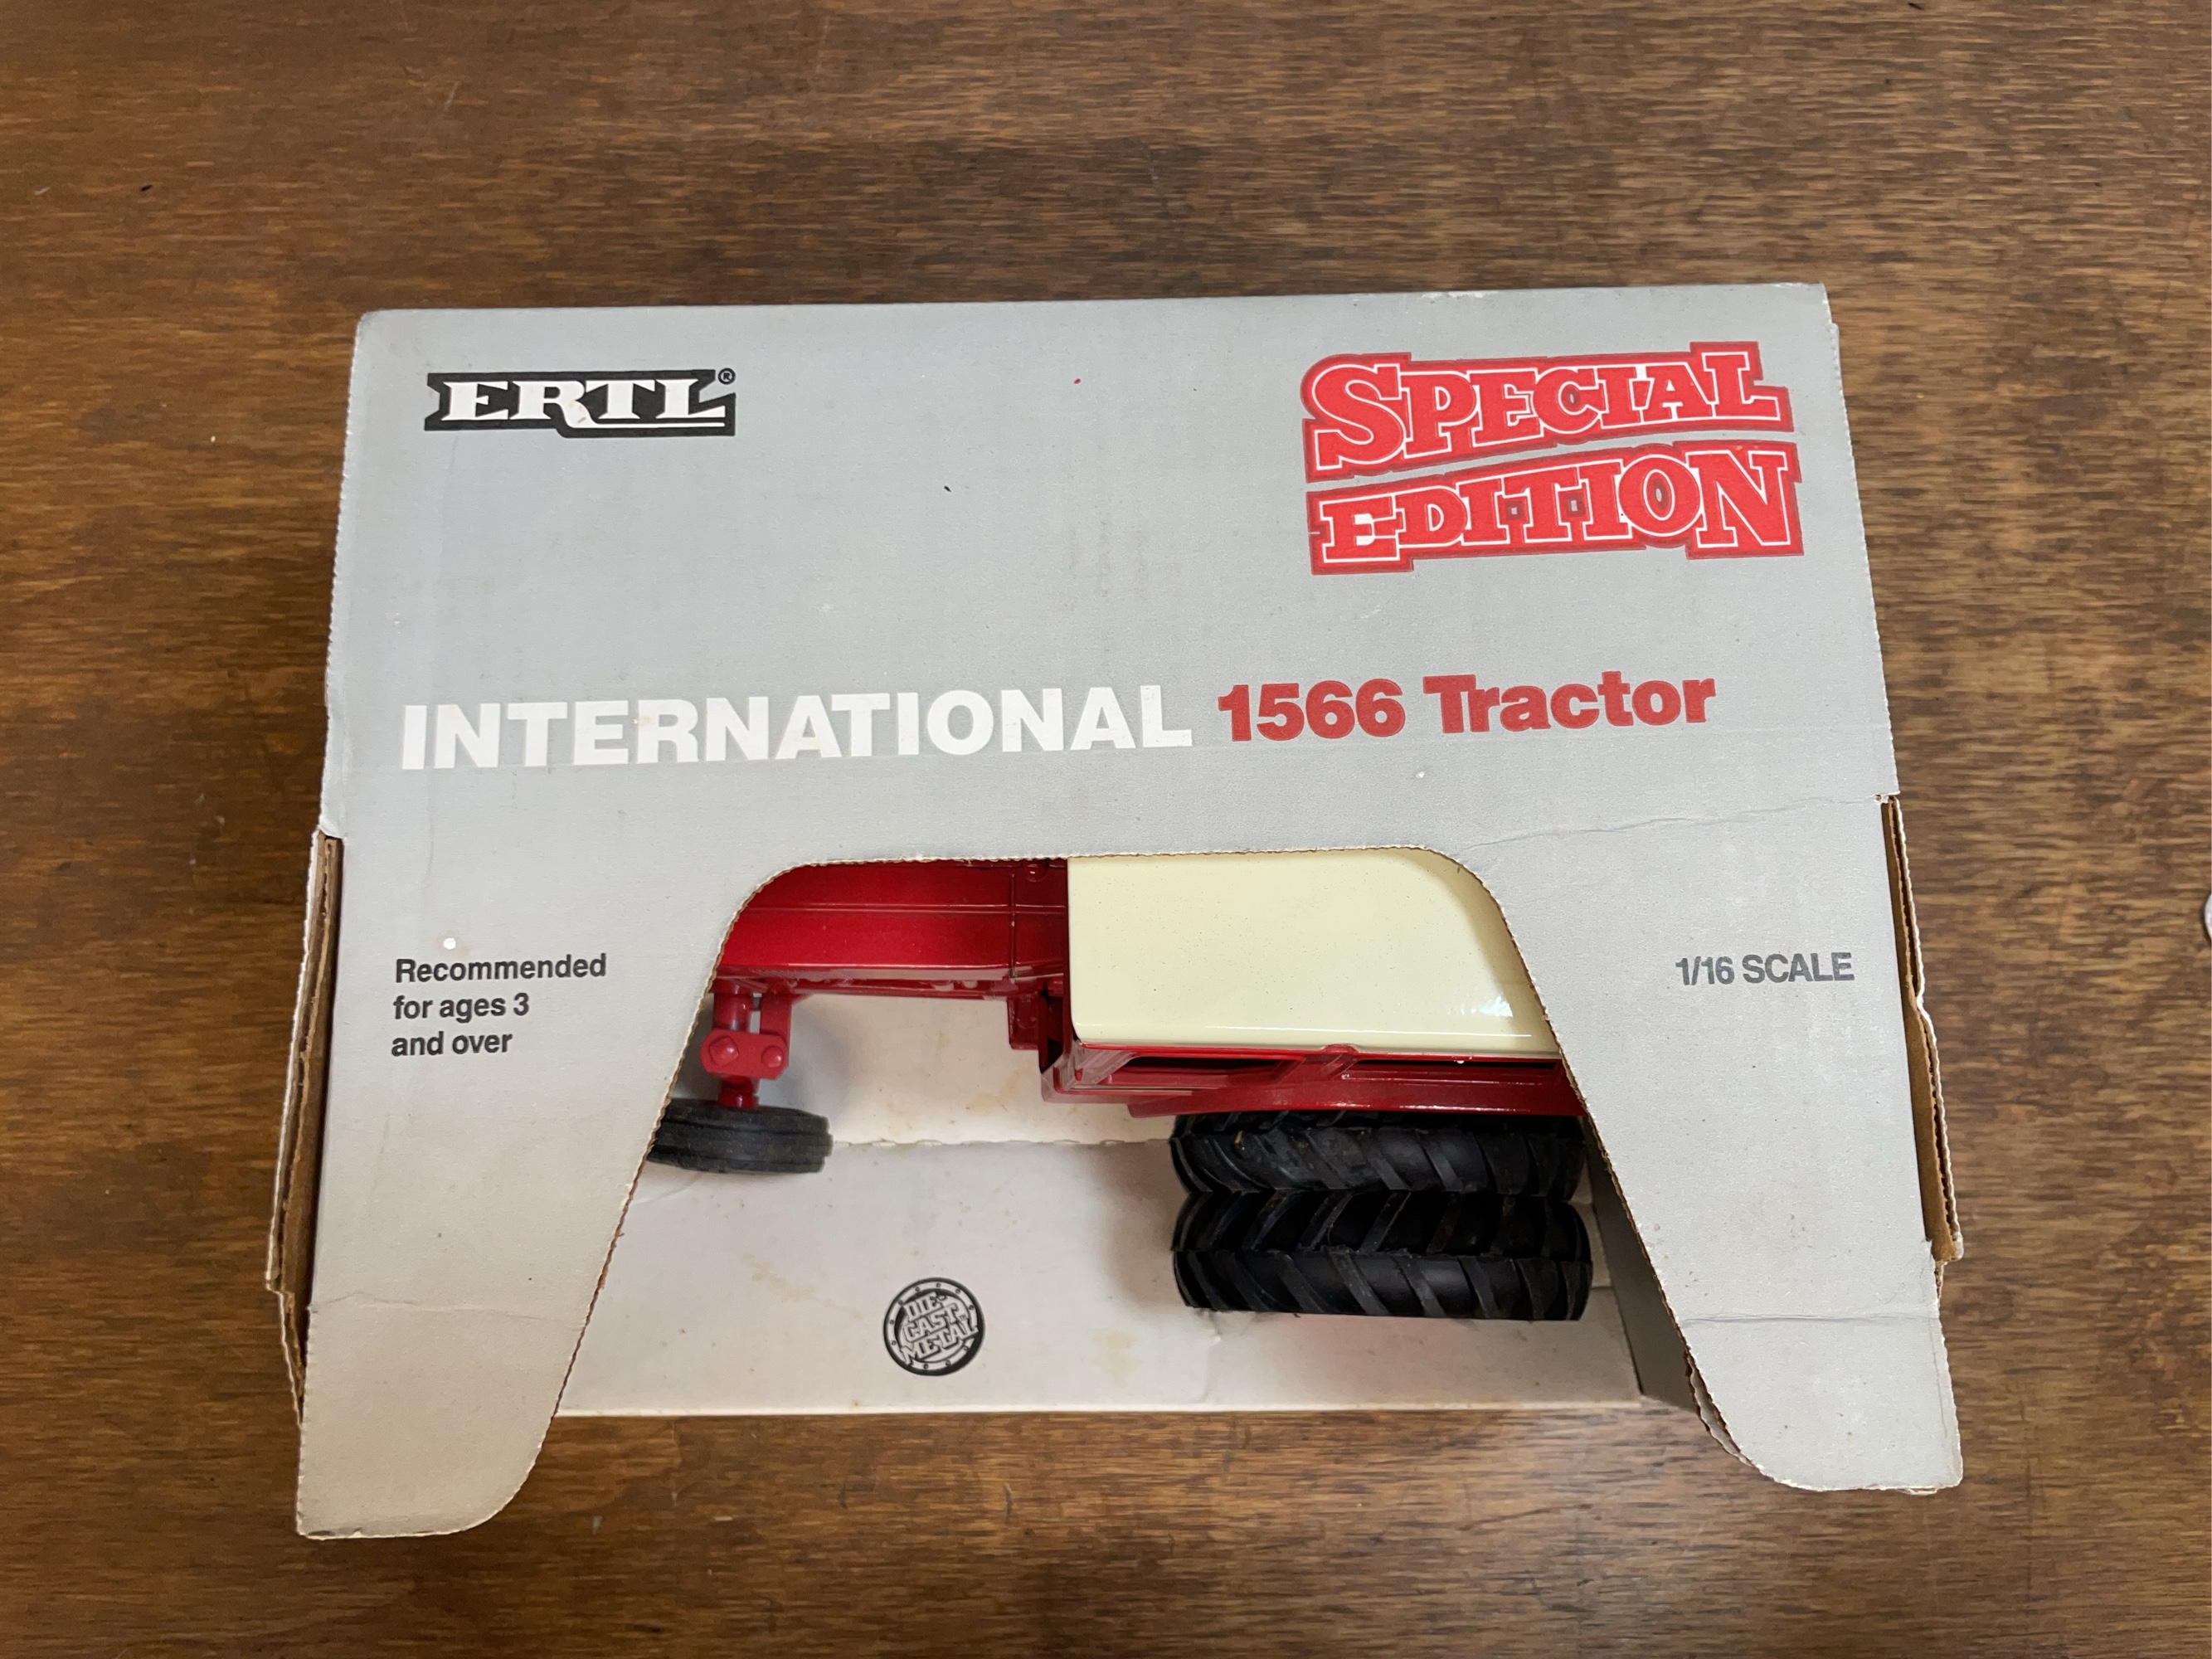 ERTL®
SPECIAL
EDITION
INTERNATIONAL 1566 Tractor
Recommended
for ages 3
and over
1/16 SCALE
DIE-
CAST
METAL